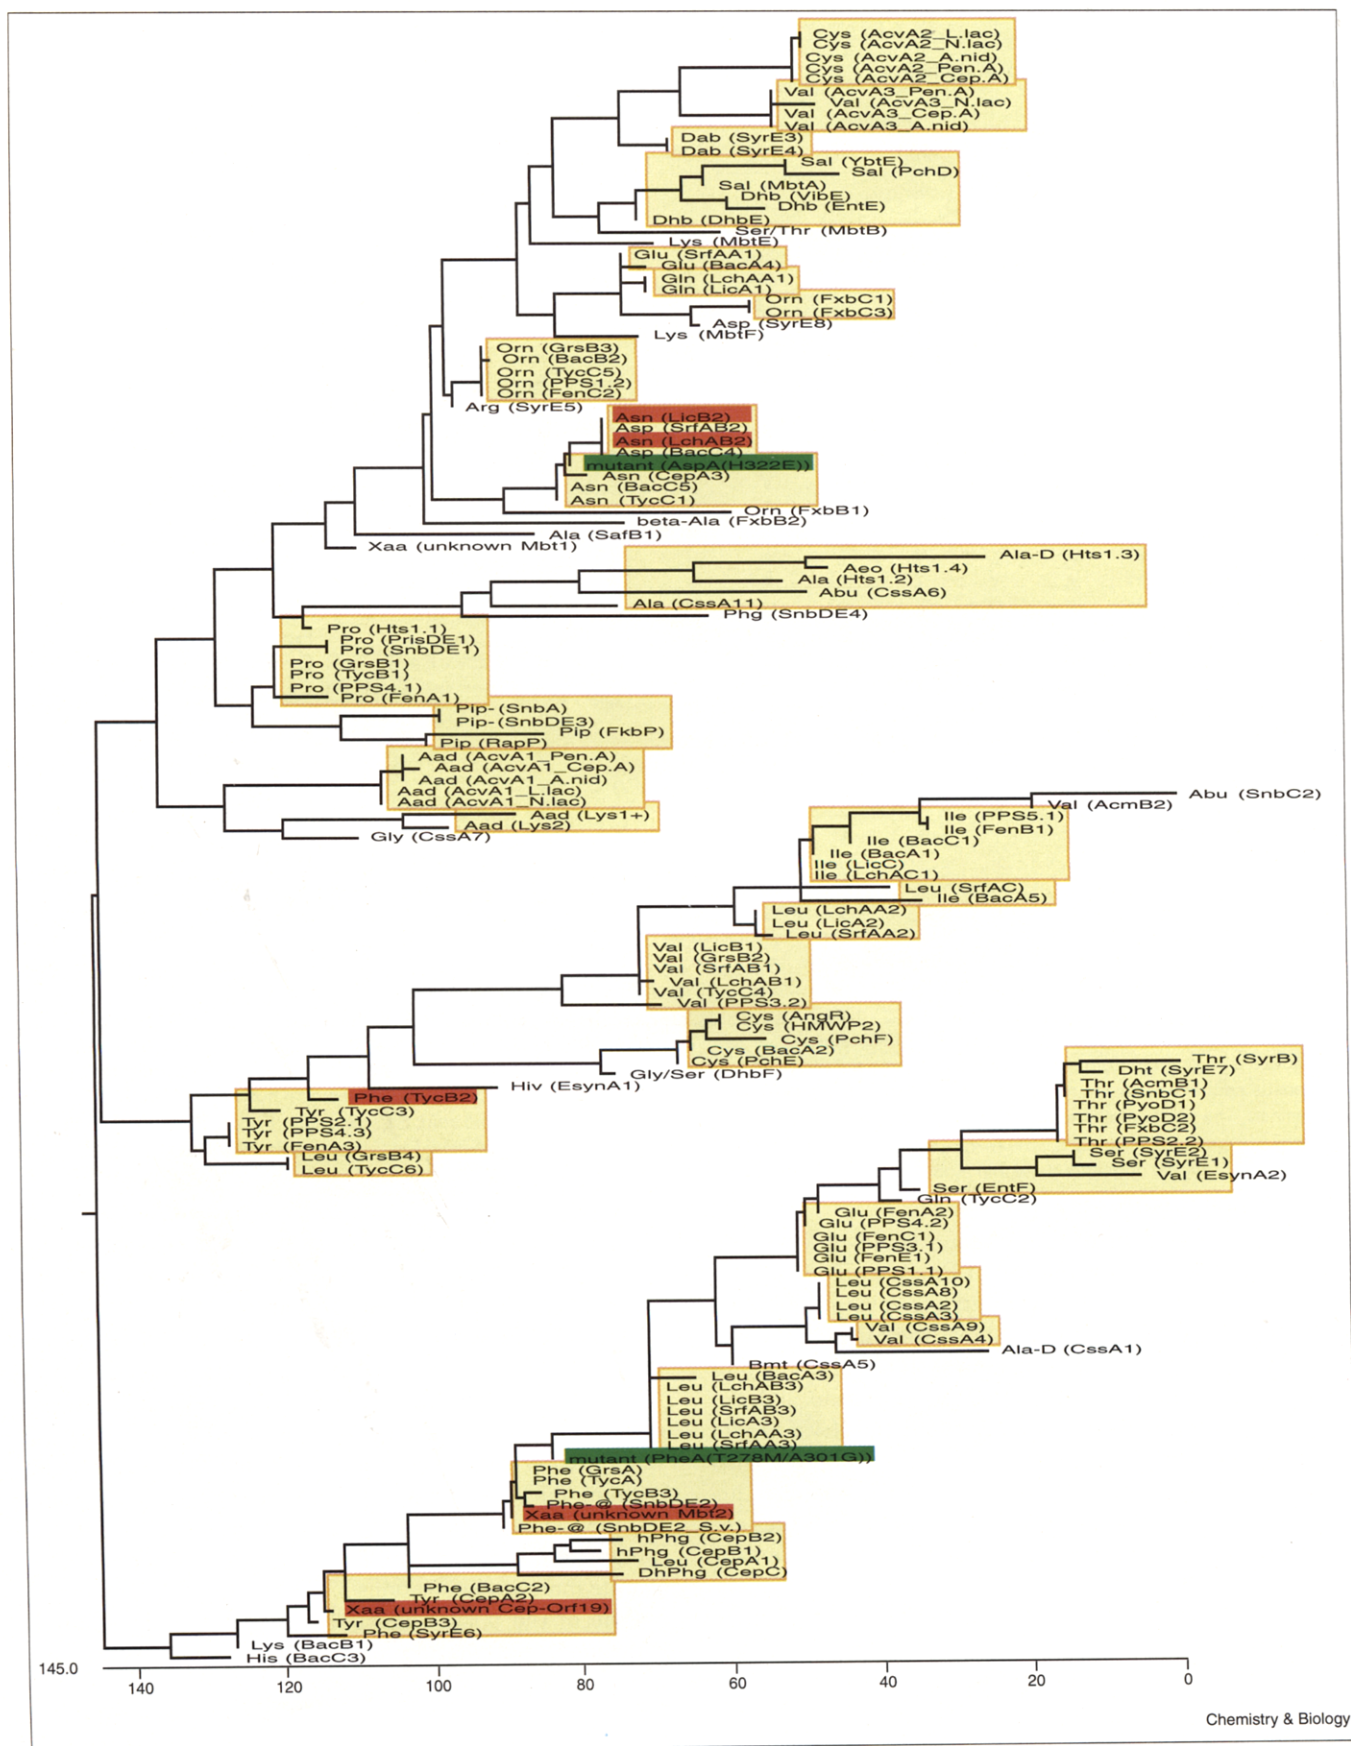 Cys (AcvA2_L.lac)
Cys (AcvA2_N.lac)
Cys (AcvA2_A.nid)
Cys (AcvA2_Pen.A)
Cys (AcvA2_Cep.A)
Val (AcvA3_Pen.A)
Val (AcvA3_N.lac)
Val (AcvA3_Cep.A)
Val (AcvA3_A.nid)
Dab (SyrE3)
Dab (SyrE4)
Sal (YbtE)
Sal (PchD)
Sal (MbtA)
Dhb (VibE)
Dhb (EntE)
Dhb (DhbE)
Ser/Thr (MbtB)
Lys (MbtE)
Glu (SrfAA1)
Glu (BacA4)
Gln (LchAA1)
Gln (LicA1)
Orn (FxbC1)
Orn (FxbC3)
Asp (SyrE8)
Lys (MbtF)
Orn (GrsB3)
Orn (BacB2)
Orn (TycC5)
Orn (PPS1.2)
Orn (FenC2)
Arg (SyrE5)
Asn (LicB2)
Asp (SrfAB2)
Asn (LchAB2)
Asp (BacC4)
mutant (AspA(H322E))
Asn (CepA3)
Asn (BacC5)
Asn (TycC1)
Orn (FxbB1)
beta-Ala (FxbB2)
Ala (SafB1)
Xaa (unknown Mbt1)
Ala-D (Hts1.3)
Aeo (Hts1.4)
Ala (Hts1.2)
Abu (CssA6)
Ala (CssA11)
Phg (SnbDE4)
Pro (Hts1.1)
Pro (PrisDE1)
Pro (SnbDE1)
Pro (GrsB1)
Pro (TycB1)
Pro (PPS4.1)
Pro (FenA1)
Pip-(SnbA)
Pip-(SnbDE3)
Pip (FkbP)
Pip (RapP)
Aad (AcvA1_Pen.A)
Aad (AcvA1_Cep.A)
Aad (AcvA1_A.nid)
Aad (AcvA1_L.lac)
Aad (AcvA1_N.lac)
Aad (Lys1+)
Aad (Lys2)
Gly (CssA7)
Abu (SnbC2)
Val (AcmB2)
Ile (PPS5.1)
Ile (FenB1)
Ile (BacC1)
Ile (BacA1)
Ile (LicC)
Ile (LchAC1)
Leu (SrfAC)
Ile (BacA5)
Leu (LchAA2)
Leu (LicA2)
Leu (SrfAA2)
Val (LicB1)
Val (GrsB2)
Val (SrfAB1)
Val (LchAB1)
Val (TycC4)
Val (PPS3.2)
Cys (AngR)
Cys (HMWP2)
Cys (PchF)
Cys (BacA2)
Cys (PchE)
Gly/Ser (DhbF)
Hiv (EsynA1)
Phe (TycB2)
Tyr (TycC3)
Tyr (PPS2.1)
Tyr (PPS4.3)
Tyr (FenA3)
Leu (GrsB4)
Leu (TycC6)
Thr (SyrB)
Dht (SyrE7)
Thr (AcmB1)
Thr (SnbC1)
Thr (PyoD1)
Thr (PyoD2)
Thr (FxbC2)
Thr (PPS2.2)
Ser (SyrE2)
Ser (SyrE1)
Val (EsynA2)
Ser (EntF)
Gln (TycC2)
Glu (FenA2)
Glu (PPS4.2)
Glu (FenC1)
Glu (PPS3.1)
Glu (FenE1)
Glu (PPS1.1)
Leu (CssA10)
Leu (CssA8)
Leu (CssA2)
Leu (CssA3)
Val (CssA9)
Val (CssA4)
Ala-D (CssA1)
Bmt (CssA5)
Leu (BacA3)
Leu (LchAB3)
Leu (LicB3)
Leu (SrfAB3)
Leu (LicA3)
Leu (LchAA3)
Leu (SrfAA3)
mutant (PheA(T278M/A301G))
Phe (GrsA)
Phe (TycA)
Phe (TycB3)
Phe-@ (SnbDE2)
Xaa (unknown Mbt2)
Phe-@ (SnbDE2_S.v.)
hPhg (CepB2)
hPhg (CepB1)
Leu (CepA1)
DhPhg (CepC)
Phe (BacC2)
Tyr (CepA2)
Xaa (unknown Cep-Orf19)
Tyr (CepB3)
Phe (SyrE6)
Lys (BacB1)
His (BacC3)
145.0
140 120 100 80 60 40 20 0
Chemistry & Biology